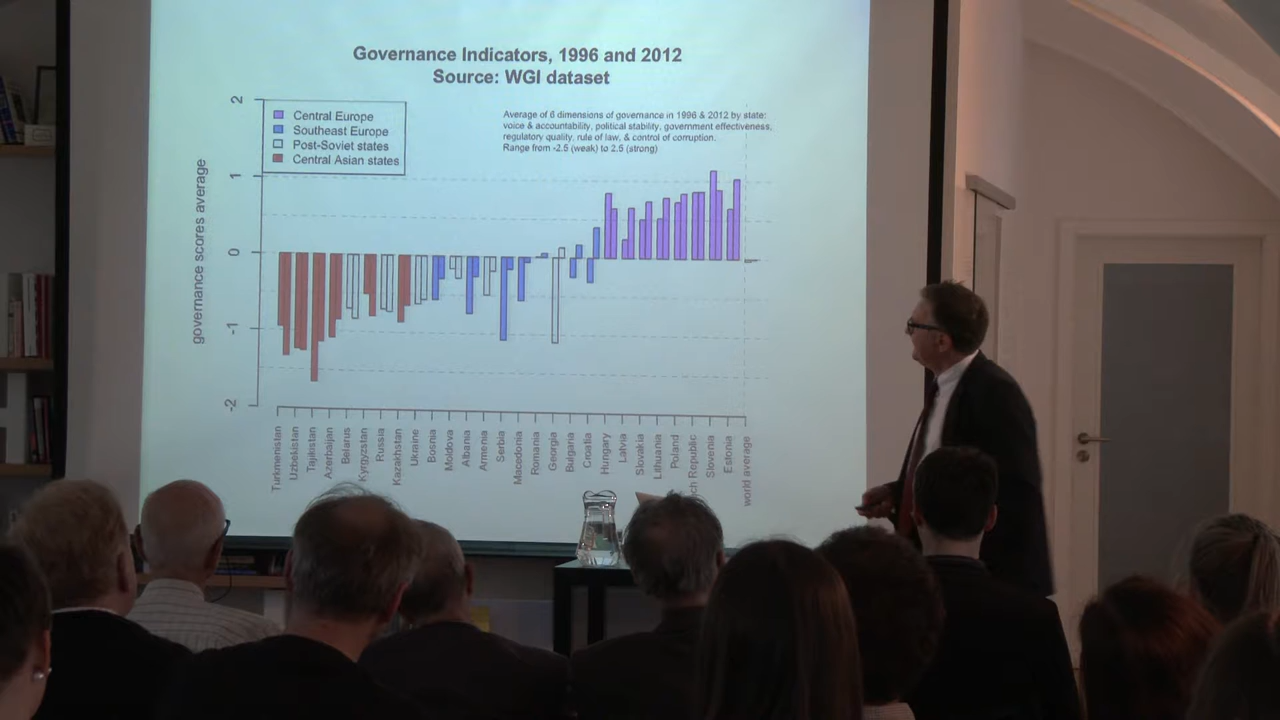 Governance Indicators, 1996 and 2012
Source: WGI dataset
Central Europe
Southeast Europe
Post-Soviet states
Central Asian states
Average of 6 dimensions of governance in 1996 & 2012 by state:
voice & accountability, political stability, government effectiveness,
regulatory quality, rule of law, & control of corruption.
Range from -2.5 (weak) to 2.5 (strong)
governance scores average
2
1
0
-1
-2
Turkmenistan
Uzbekistan
Tajikistan
Azerbaijan
Belarus
Kyrgyzstan
Russia
Kazakhstan
Ukraine
Bosnia
Moldova
Albania
Armenia
Serbia
Macedonia
Romania
Georgia
Bulgaria
Croatia
Hungary
Latvia
Slovakia
Lithuania
Poland
ch Republic
Slovenia
Estonia
world average